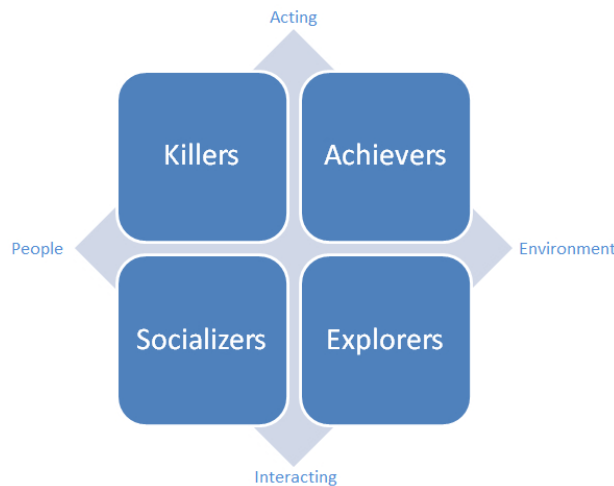 Acting
Killers
Achievers
People
Environment
Socializers
Explorers
Interacting